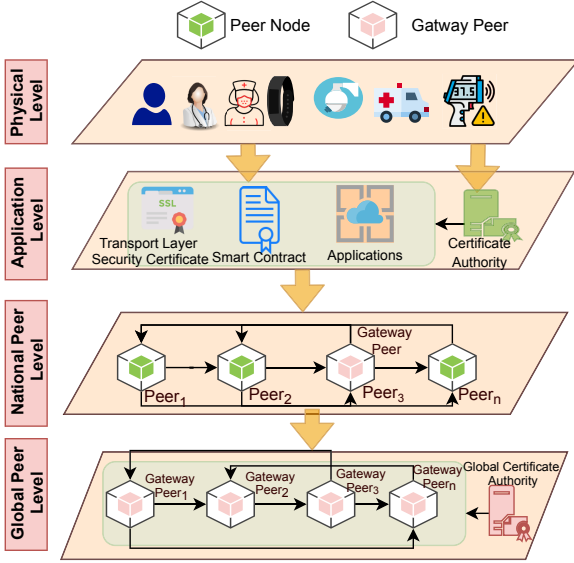 Peer Node
Gatway Peer
Physical
Level
31.5
Application
Level
SSL
Transport Layer
Security Certificate
Smart Contract
Applications
Certificate
Authority
National Peer
Level
Gateway
Peer
Peer1
Peer2
Peer3
Peern
Global Peer
Level
Gateway
Peer1
Gateway
Peer2
Gateway
Peer3
Gateway
Peern
Global Certificate
Authority